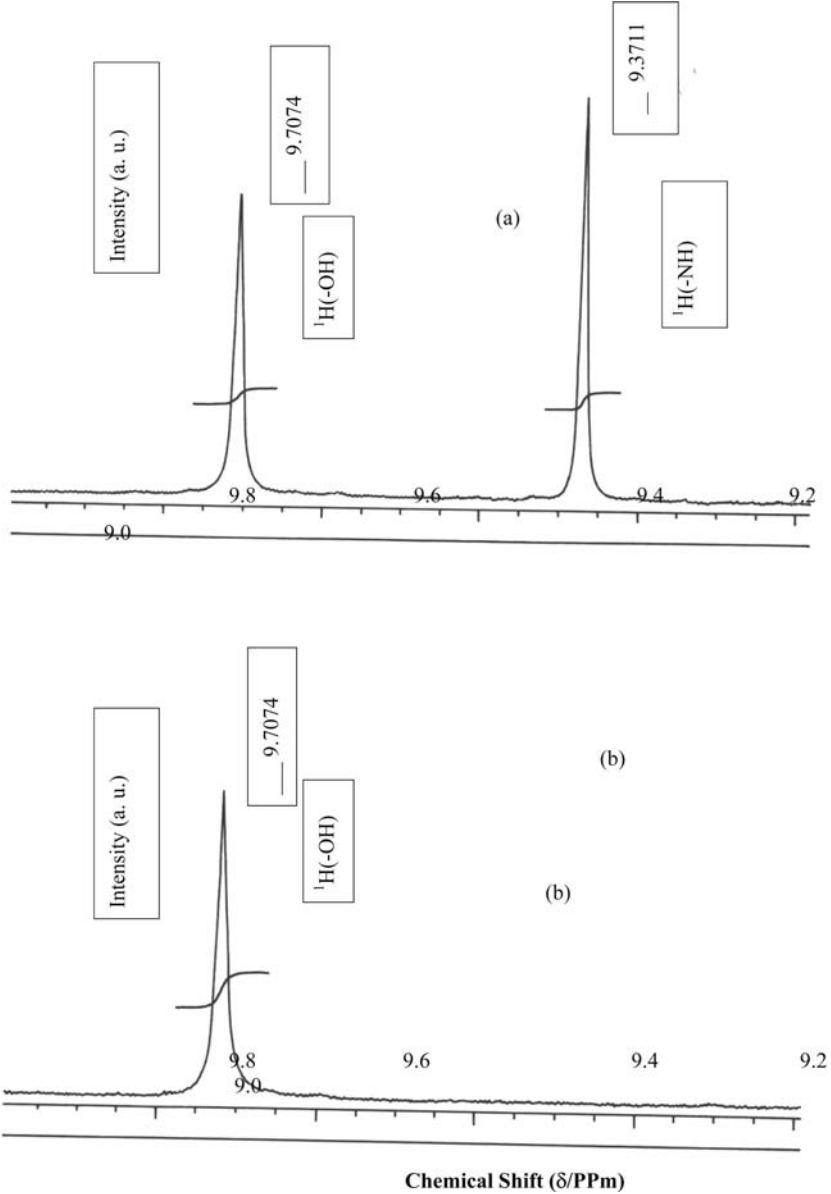 9.3711
9.7074
Intensity (a. u.)
(a)
¹H(-OH)
¹H(-NH)
9.8 9.6 9.4 9.2
9.0
9.7074
Intensity (a. u.)
(b)
¹H(-OH)
(b)
9.8 9.6 9.4 9.2
9.0
Chemical Shift (δ/PPm)